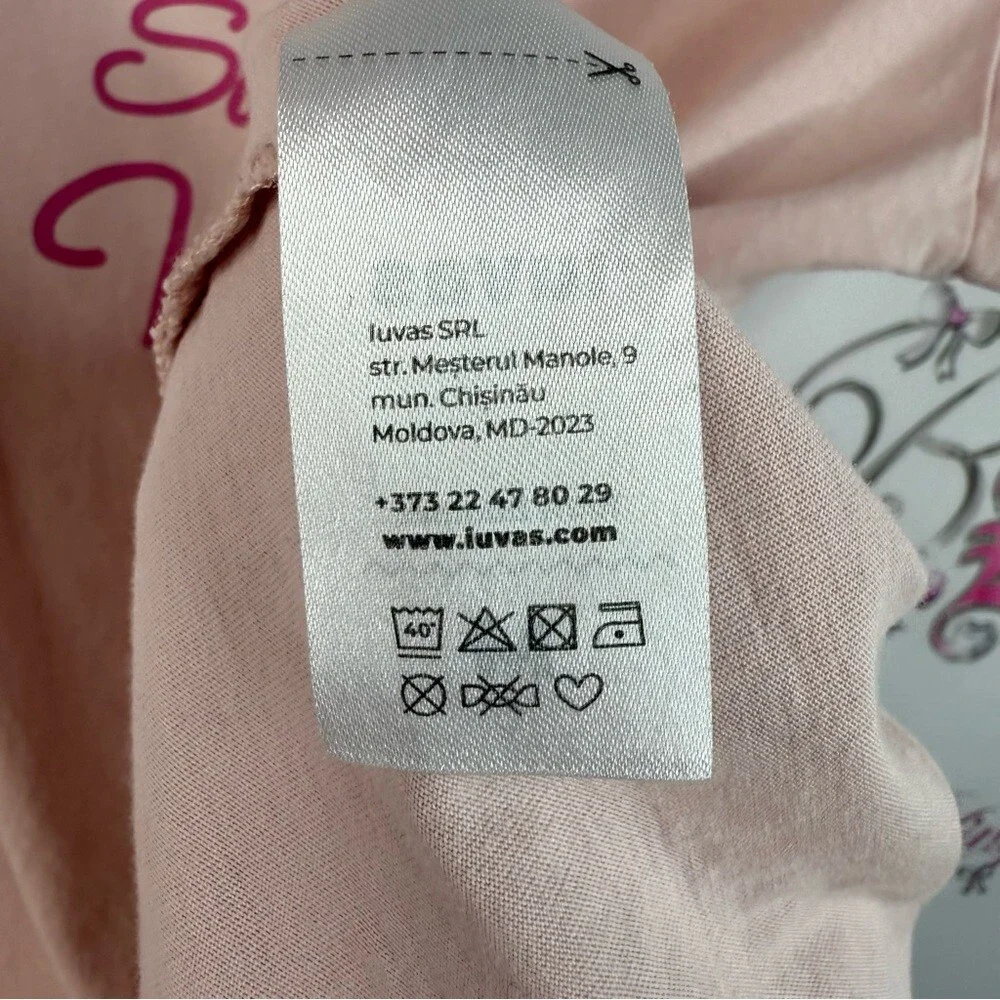 Iuvas SRL
str. Meșterul Manole, 9
mun. Chișinău
Moldova, MD-2023
+373 22 47 80 29
www.iuvas.com
40°